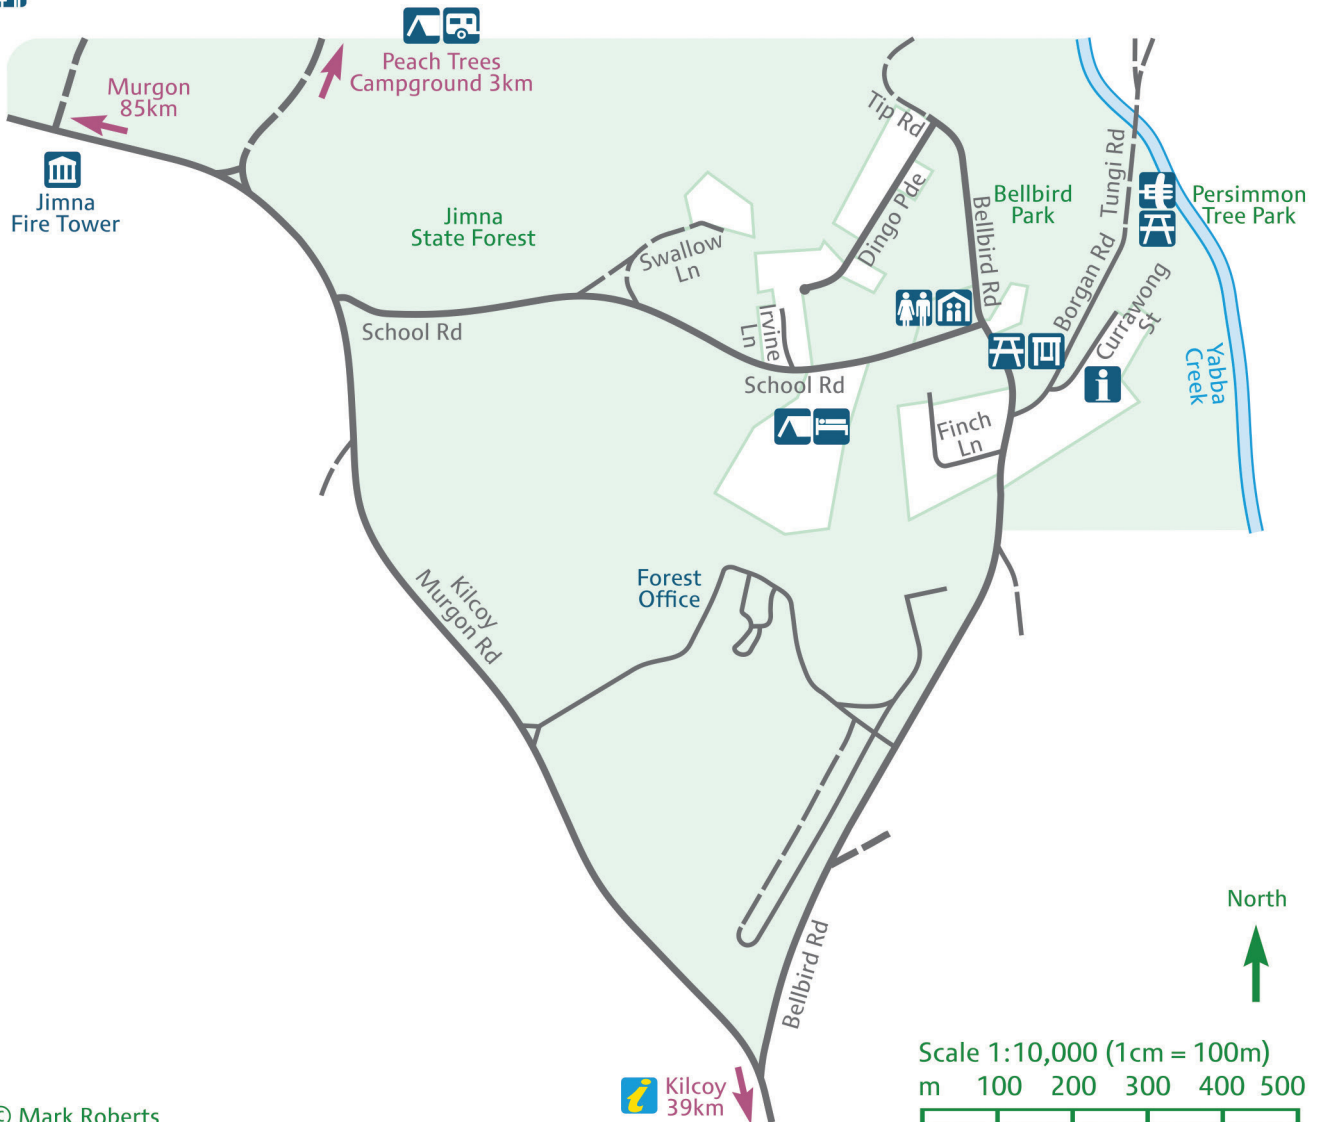 Peach Trees
Campground 3km
Murgon
85km
Jimna
Fire Tower
Jimna
State Forest
Tip Rd
Dingo Pde
Bellbird Rd
Bellbird
Park
Tungi Rd
Persimmon
Tree Park
Swallow
Ln
Irvine
Ln
Borgan Rd
Currawong
St
Yabba
Creek
School Rd
School Rd
Finch
Ln
Kilcoy
Murgon Rd
Forest
Office
Bellbird Rd
North
Scale 1:10,000 (1cm = 100m)
m 100 200 300 400 500
i
Kilcoy
39km
© Mark Roberts